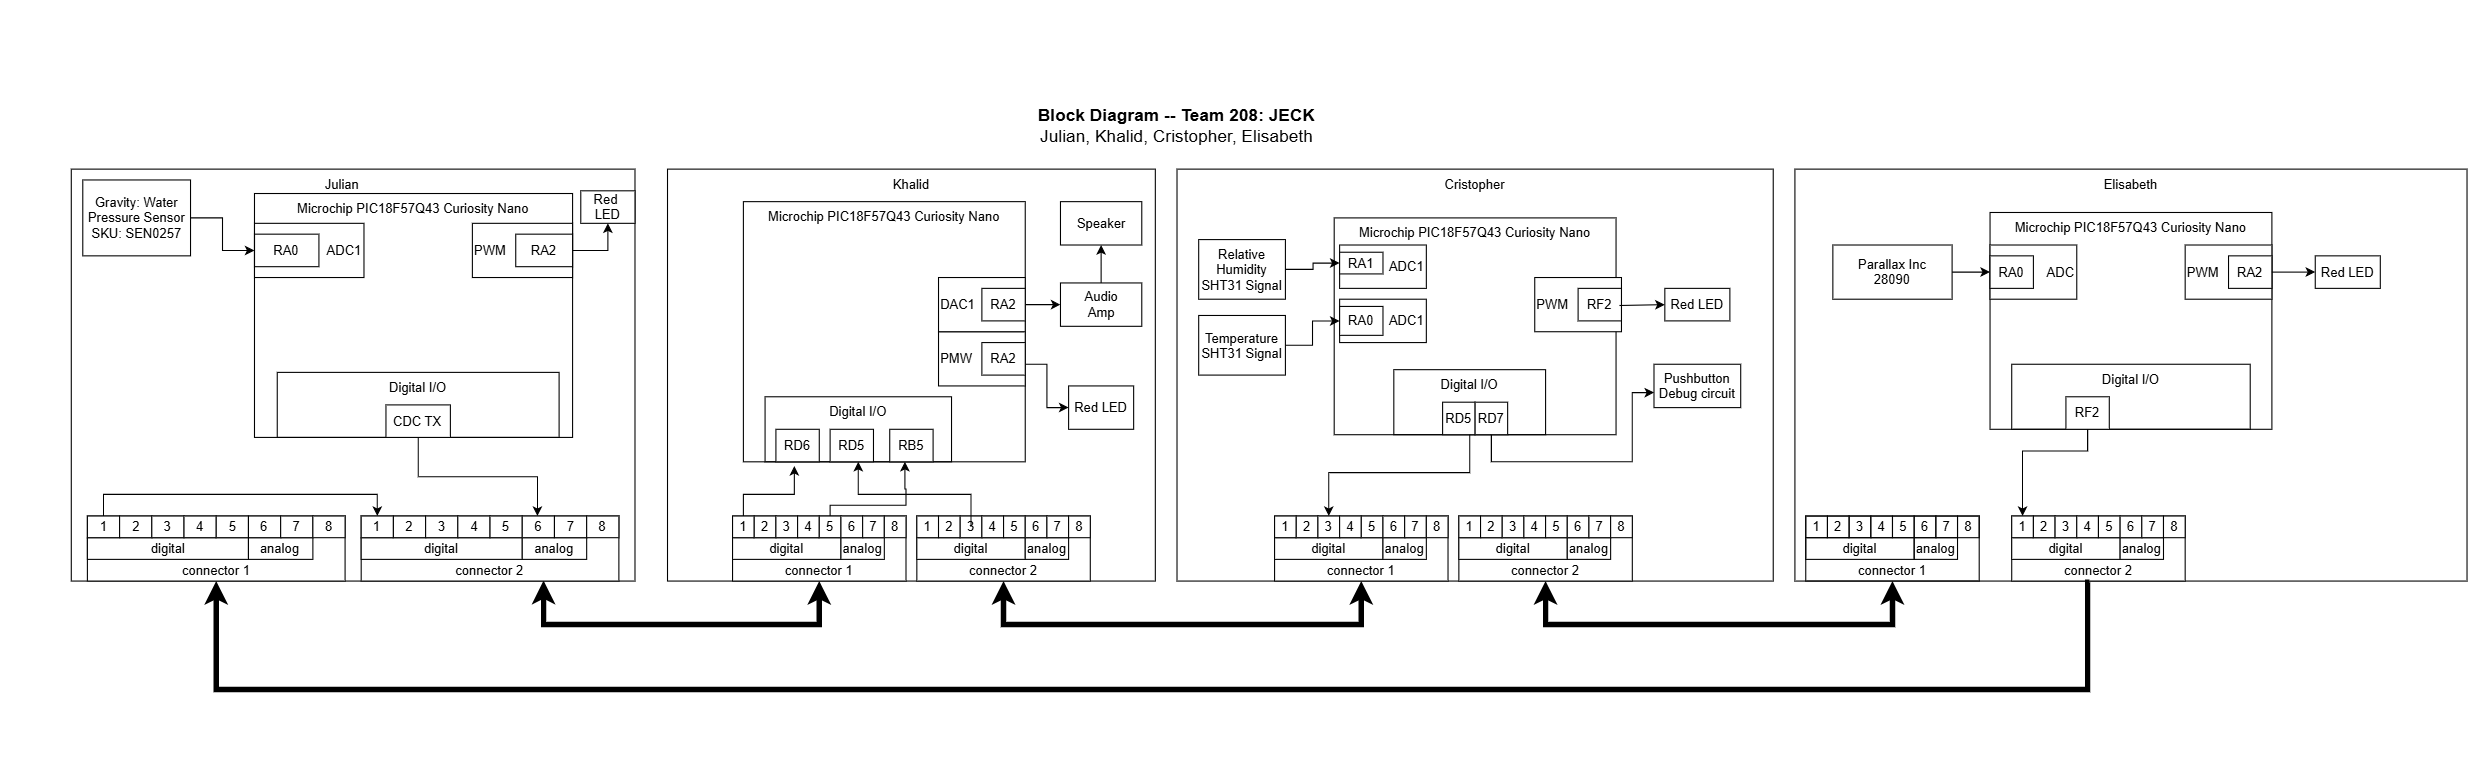 Block Diagram -- Team 208: JECK
Julian, Khalid, Cristopher, Elisabeth
Julian
Gravity: Water
Pressure Sensor
SKU: SEN0257
Microchip PIC18F57Q43 Curiosity Nano
RA0
ADC1
PWM
RA2
Red
LED
Digital I/O
CDC TX
1 2 3 4 5 6 7 8
digital analog
connector 1
1 2 3 4 5 6 7 8
digital analog
connector 2
Khalid
Microchip PIC18F57Q43 Curiosity Nano
Speaker
DAC1
RA2
Audio
Amp
PMW
RA2
Red LED
Digital I/O
RD6
RD5
RB5
1 2 3 4 5 6 7 8
digital analog
connector 1
1 2 3 4 5 6 7 8
digital analog
connector 2
Cristopher
Microchip PIC18F57Q43 Curiosity Nano
Relative
Humidity
SHT31 Signal
RA1
ADC1
Temperature
SHT31 Signal
RA0
ADC1
PWM
RF2
Red LED
Digital I/O
RD5
RD7
Pushbutton
Debug circuit
1 2 3 4 5 6 7 8
digital analog
connector 1
1 2 3 4 5 6 7 8
digital analog
connector 2
Elisabeth
Microchip PIC18F57Q43 Curiosity Nano
Parallax Inc
28090
RA0
ADC
PWM
RA2
Red LED
Digital I/O
RF2
1 2 3 4 5 6 7 8
digital analog
connector 1
1 2 3 4 5 6 7 8
digital analog
connector 2